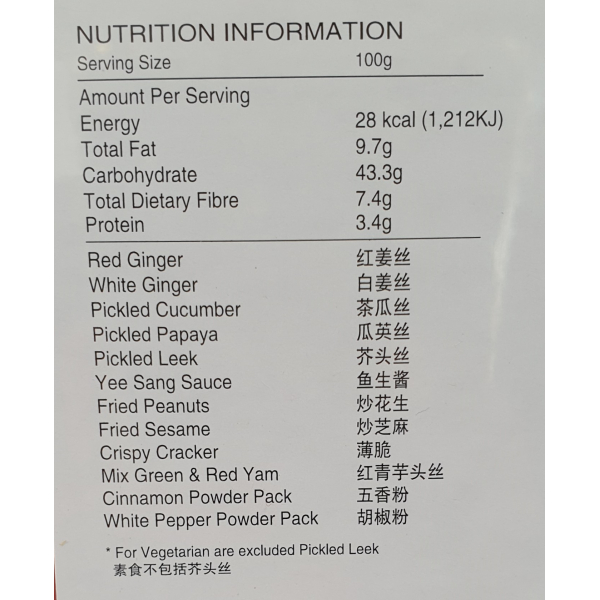 NUTRITION INFORMATION
Serving Size 100g
Amount Per Serving
Energy 28 kcal (1,212KJ)
Total Fat 9.7g
Carbohydrate 43.3g
Total Dietary Fibre 7.4g
Protein 3.4g
Red Ginger 红姜丝
White Ginger 白姜丝
Pickled Cucumber 茶瓜丝
Pickled Papaya 瓜英丝
Pickled Leek 芥头丝
Yee Sang Sauce 鱼生酱
Fried Peanuts 炒花生
Fried Sesame 炒芝麻
Crispy Cracker 薄脆
Mix Green & Red Yam 红青芋头丝
Cinnamon Powder Pack 五香粉
White Pepper Powder Pack 胡椒粉
* For Vegetarian are excluded Pickled Leek
素食不包括芥头丝